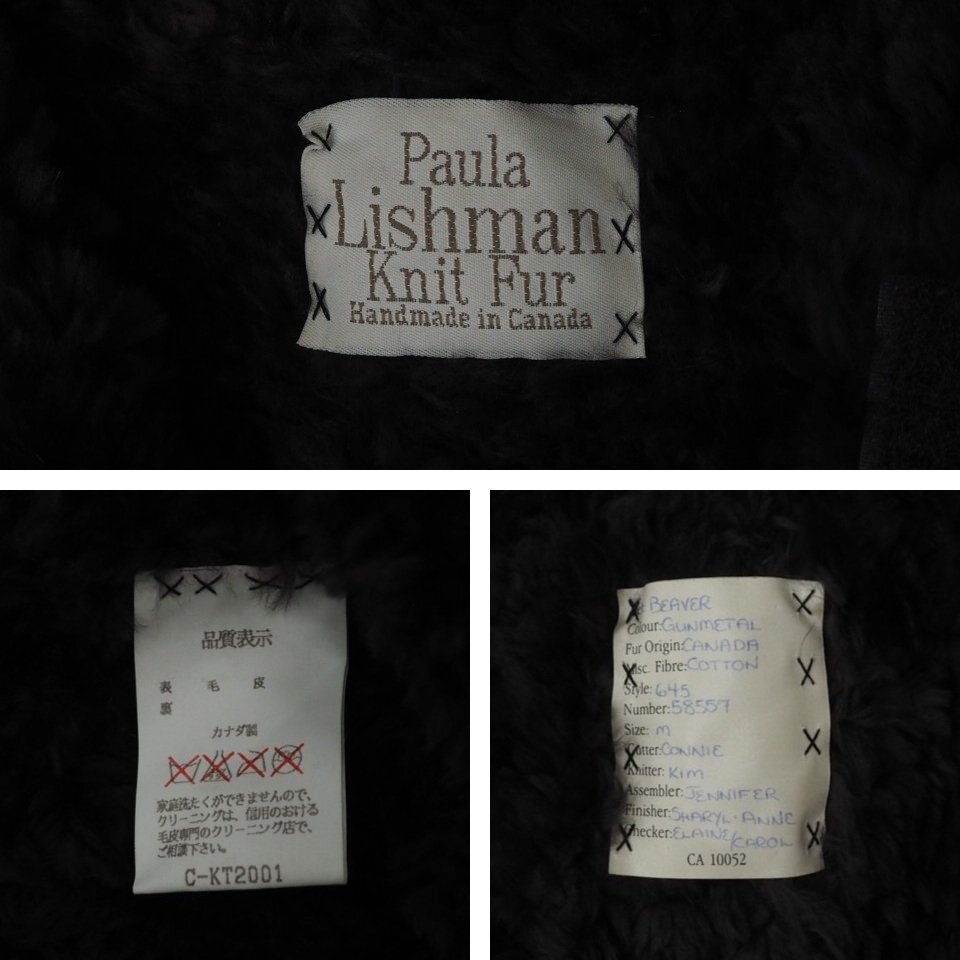 Paula
Lishman
Knit Fur
Handmade in Canada
品質表示
表 毛 皮
裏
カナダ製
家庭洗たくができませんので、
クリーニングは、信用のおける
毛皮専門のクリーニング店で、
ご相談下さい。
C-KT2001
BEAVER
Colour: GUNMETAL
Fur Origin: CANADA
Misc. Fibre: COTTON
Style: 645
Number: 58557
Size: M
Cutter: CONNIE
Knitter: KIM
Assembler: JENNIFER
Finisher: SHARYL-ANNE
Checker: ELAINE/CAROL
CA 10052